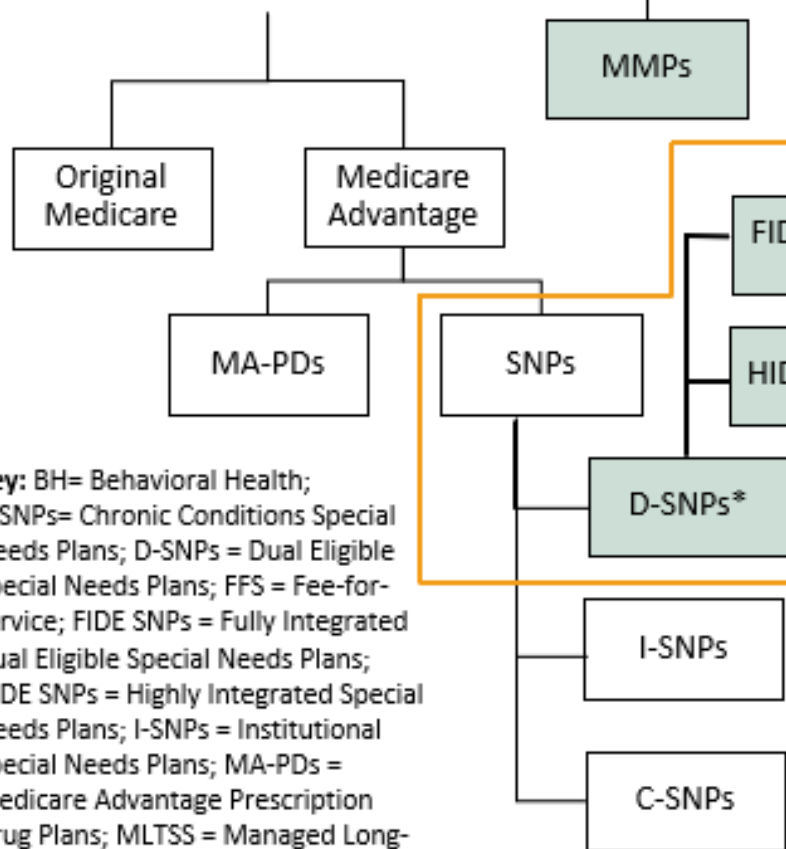 MMPs
Original
Medicare
Medicare
Advantage
FID
MA-PDs
SNPs
HID
D-SNPs*
I-SNPs
C-SNPs
ey: BH= Behavioral Health;
SNPs= Chronic Conditions Special
eeds Plans; D-SNPs = Dual Eligible
pecial Needs Plans; FFS = Fee-for-
rvice; FIDE SNPs = Fully Integrated
ual Eligible Special Needs Plans;
DE SNPs = Highly Integrated Special
eeds Plans; I-SNPs = Institutional
pecial Needs Plans; MA-PDs =
edicare Advantage Prescription
rug Plans; MLTSS = Managed Long-